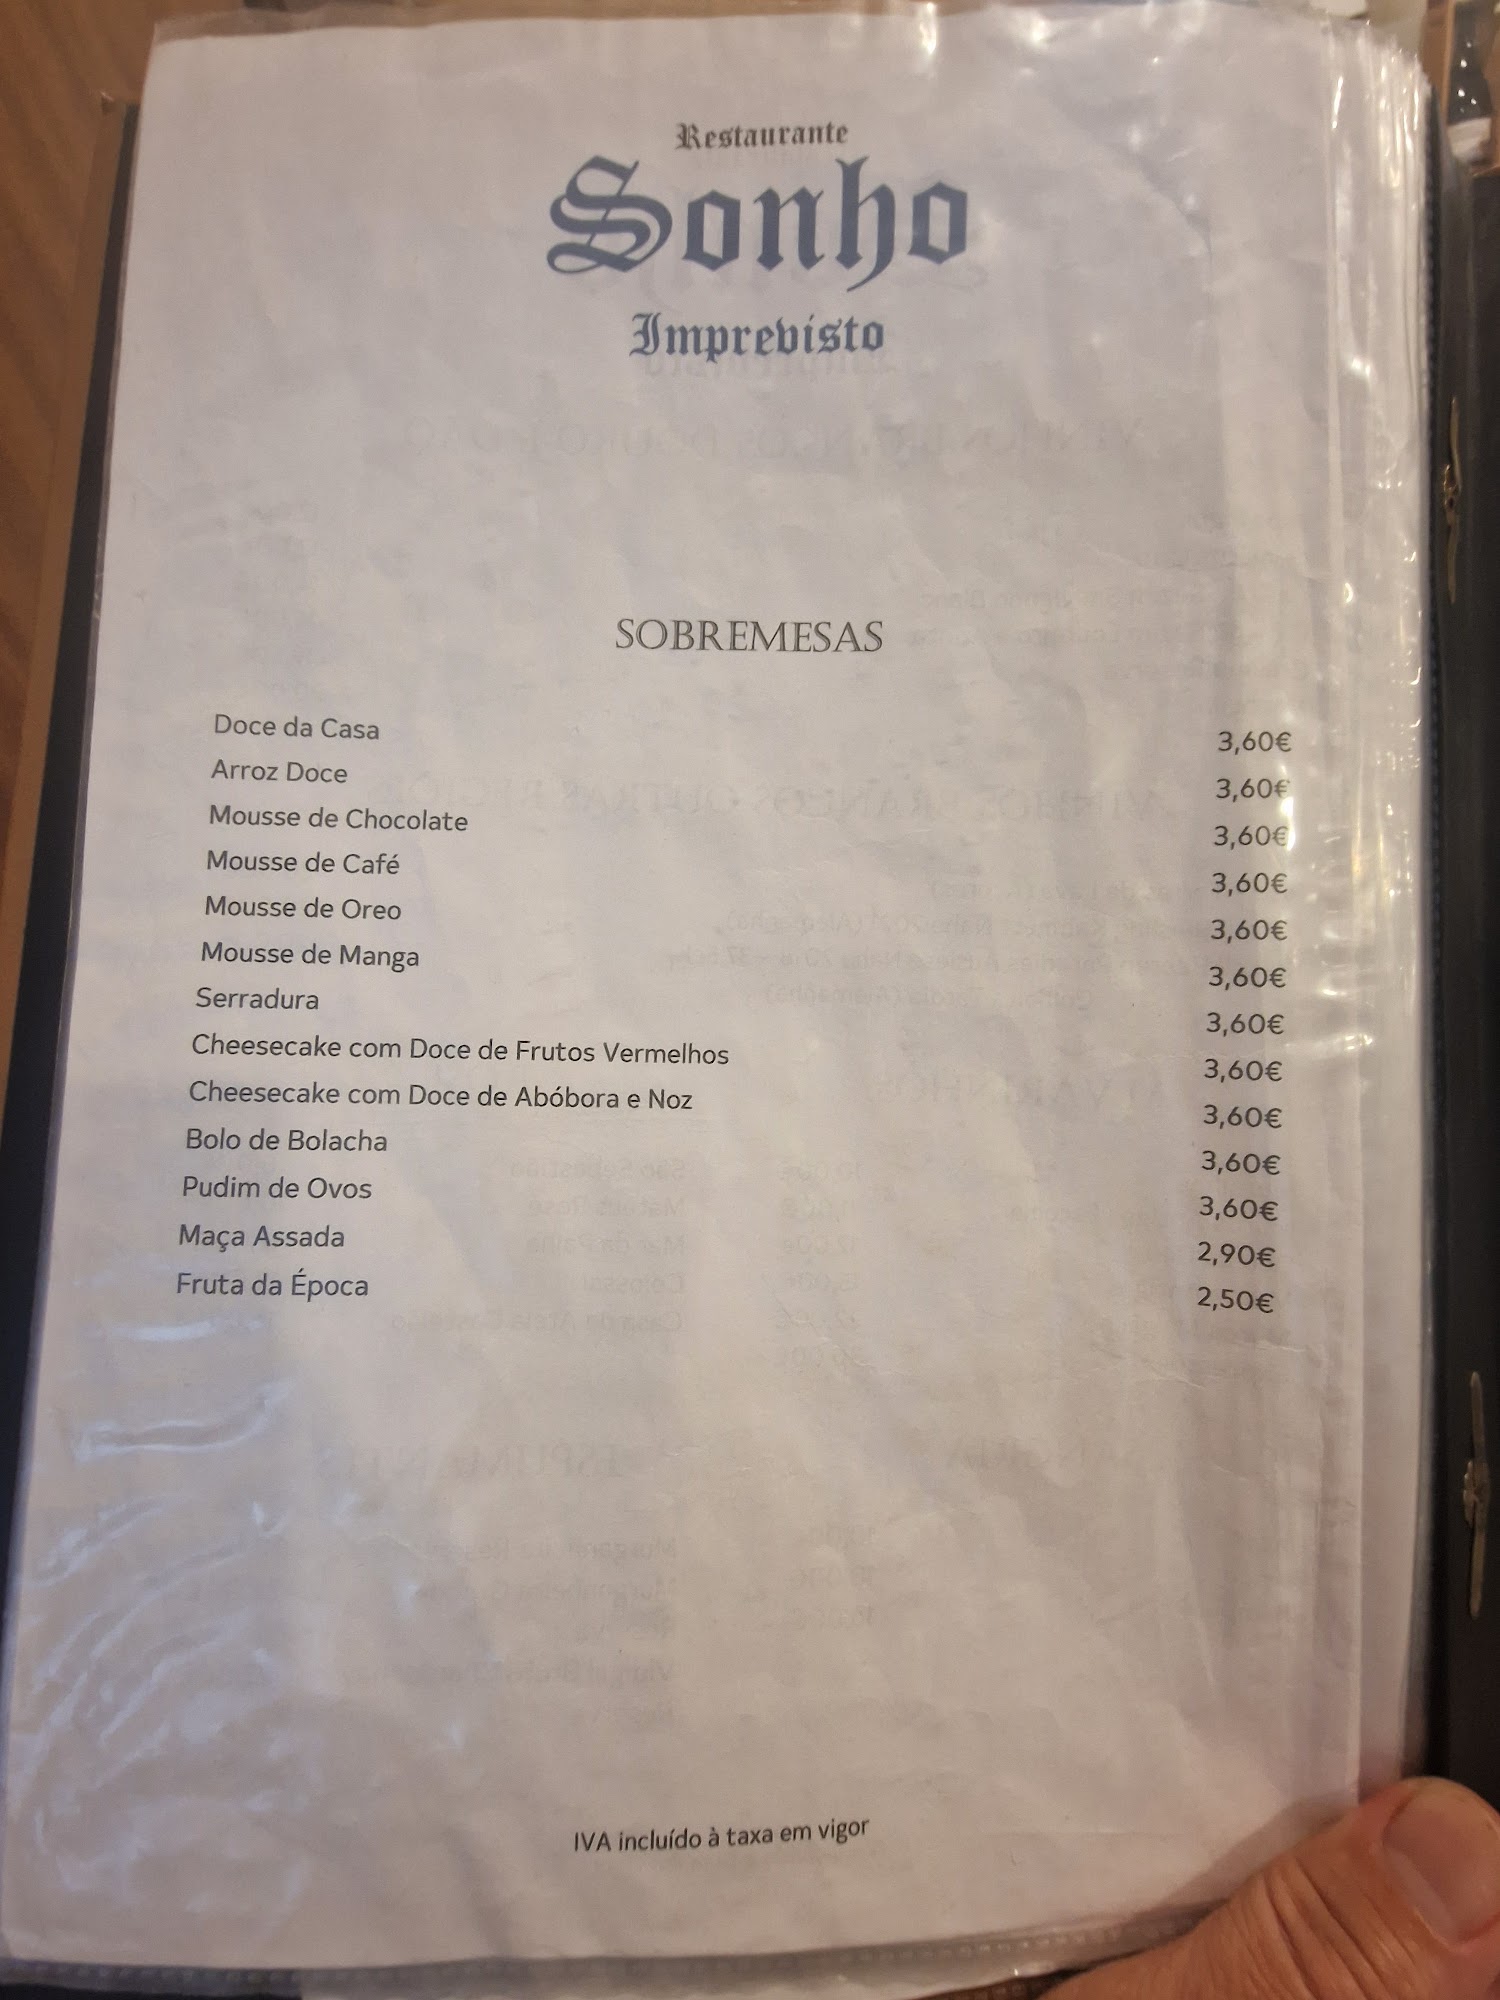 Restaurante
Sonho
Imprevisto
SOBREMESAS
Doce da Casa 3,60€
Arroz Doce 3,60€
Mousse de Chocolate 3,60€
Mousse de Café 3,60€
Mousse de Oreo 3,60€
Mousse de Manga 3,60€
Serradura 3,60€
Cheesecake com Doce de Frutos Vermelhos 3,60€
Cheesecake com Doce de Abóbora e Noz 3,60€
Bolo de Bolacha 3,60€
Pudim de Ovos 3,60€
Maça Assada 2,90€
Fruta da Época 2,50€
IVA incluído à taxa em vigor